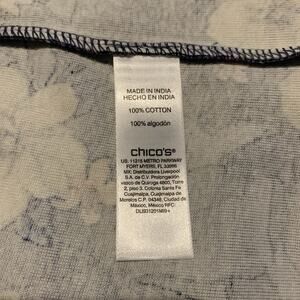 MADE IN INDIA
HECHO EN INDIA
100% COTTON
100% algodón
chico's®
US: 11215 METRO PARKWAY
FORT MYERS, FL 33966
MX: Distribuidora Liverpool
S.A. de C.V. Prolongación
vasco de Quiroga 4800, Torre
2, piso 3. Colonia Santa Fe
Cuajimalpa, Cuajimalpa de
Morelos C.P. 04348, Ciudad de
México, México RFC: